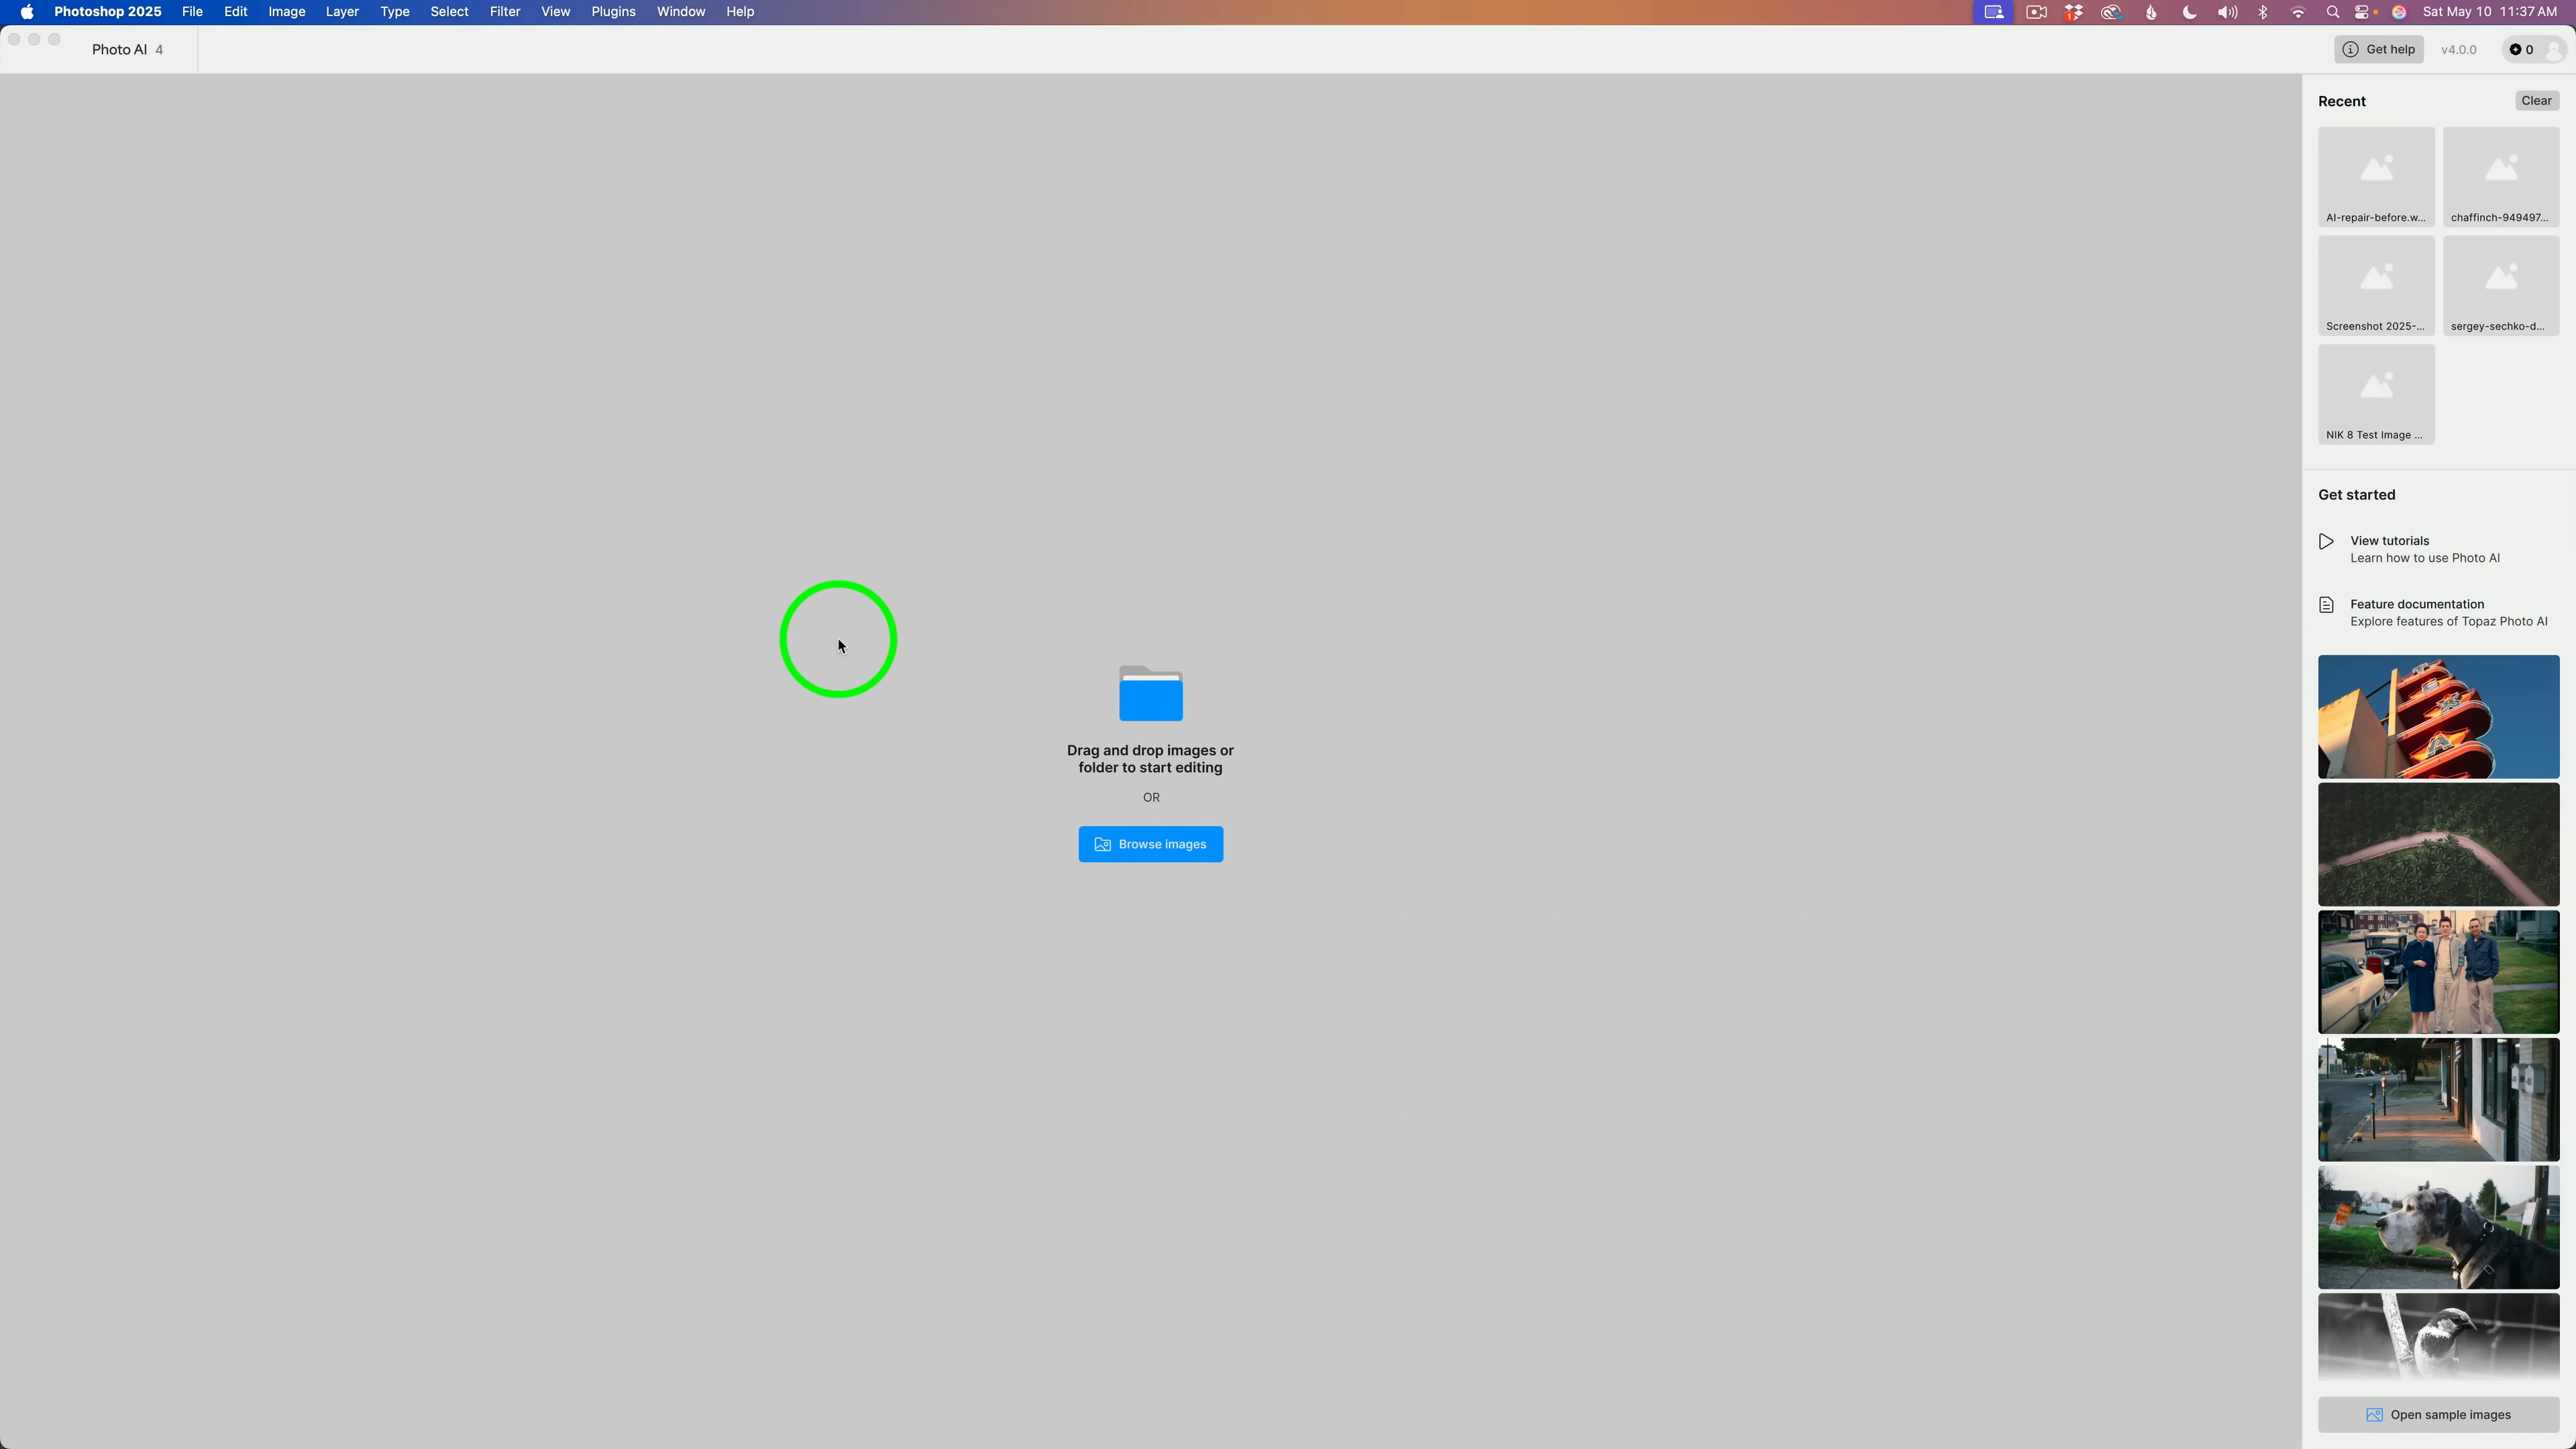 Photoshop 2025 File Edit Image Layer Type Select Filter View Plugins Window Help
Sat May 10 11:37 AM
Photo AI 4
Get help v4.0.0 0
Recent Clear
AI-repair-before.w... chaffinch-949497...
Screenshot 2025-... sergey-sechko-d...
NIK 8 Test Image ...
Get started
View tutorials
Learn how to use Photo AI
Feature documentation
Explore features of Topaz Photo AI
Drag and drop images or
folder to start editing
OR
Browse images
Open sample images